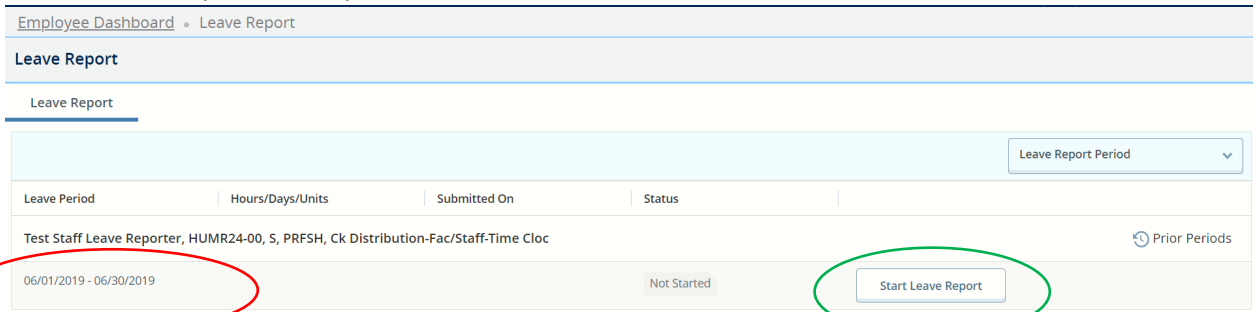 Employee Dashboard • Leave Report
Leave Report
Leave Report
Leave Report Period
Leave Period Hours/Days/Units Submitted On Status
Test Staff Leave Reporter, HUMR24-00, S, PRFSH, Ck Distribution-Fac/Staff-Time Cloc Prior Periods
06/01/2019 - 06/30/2019 Not Started Start Leave Report